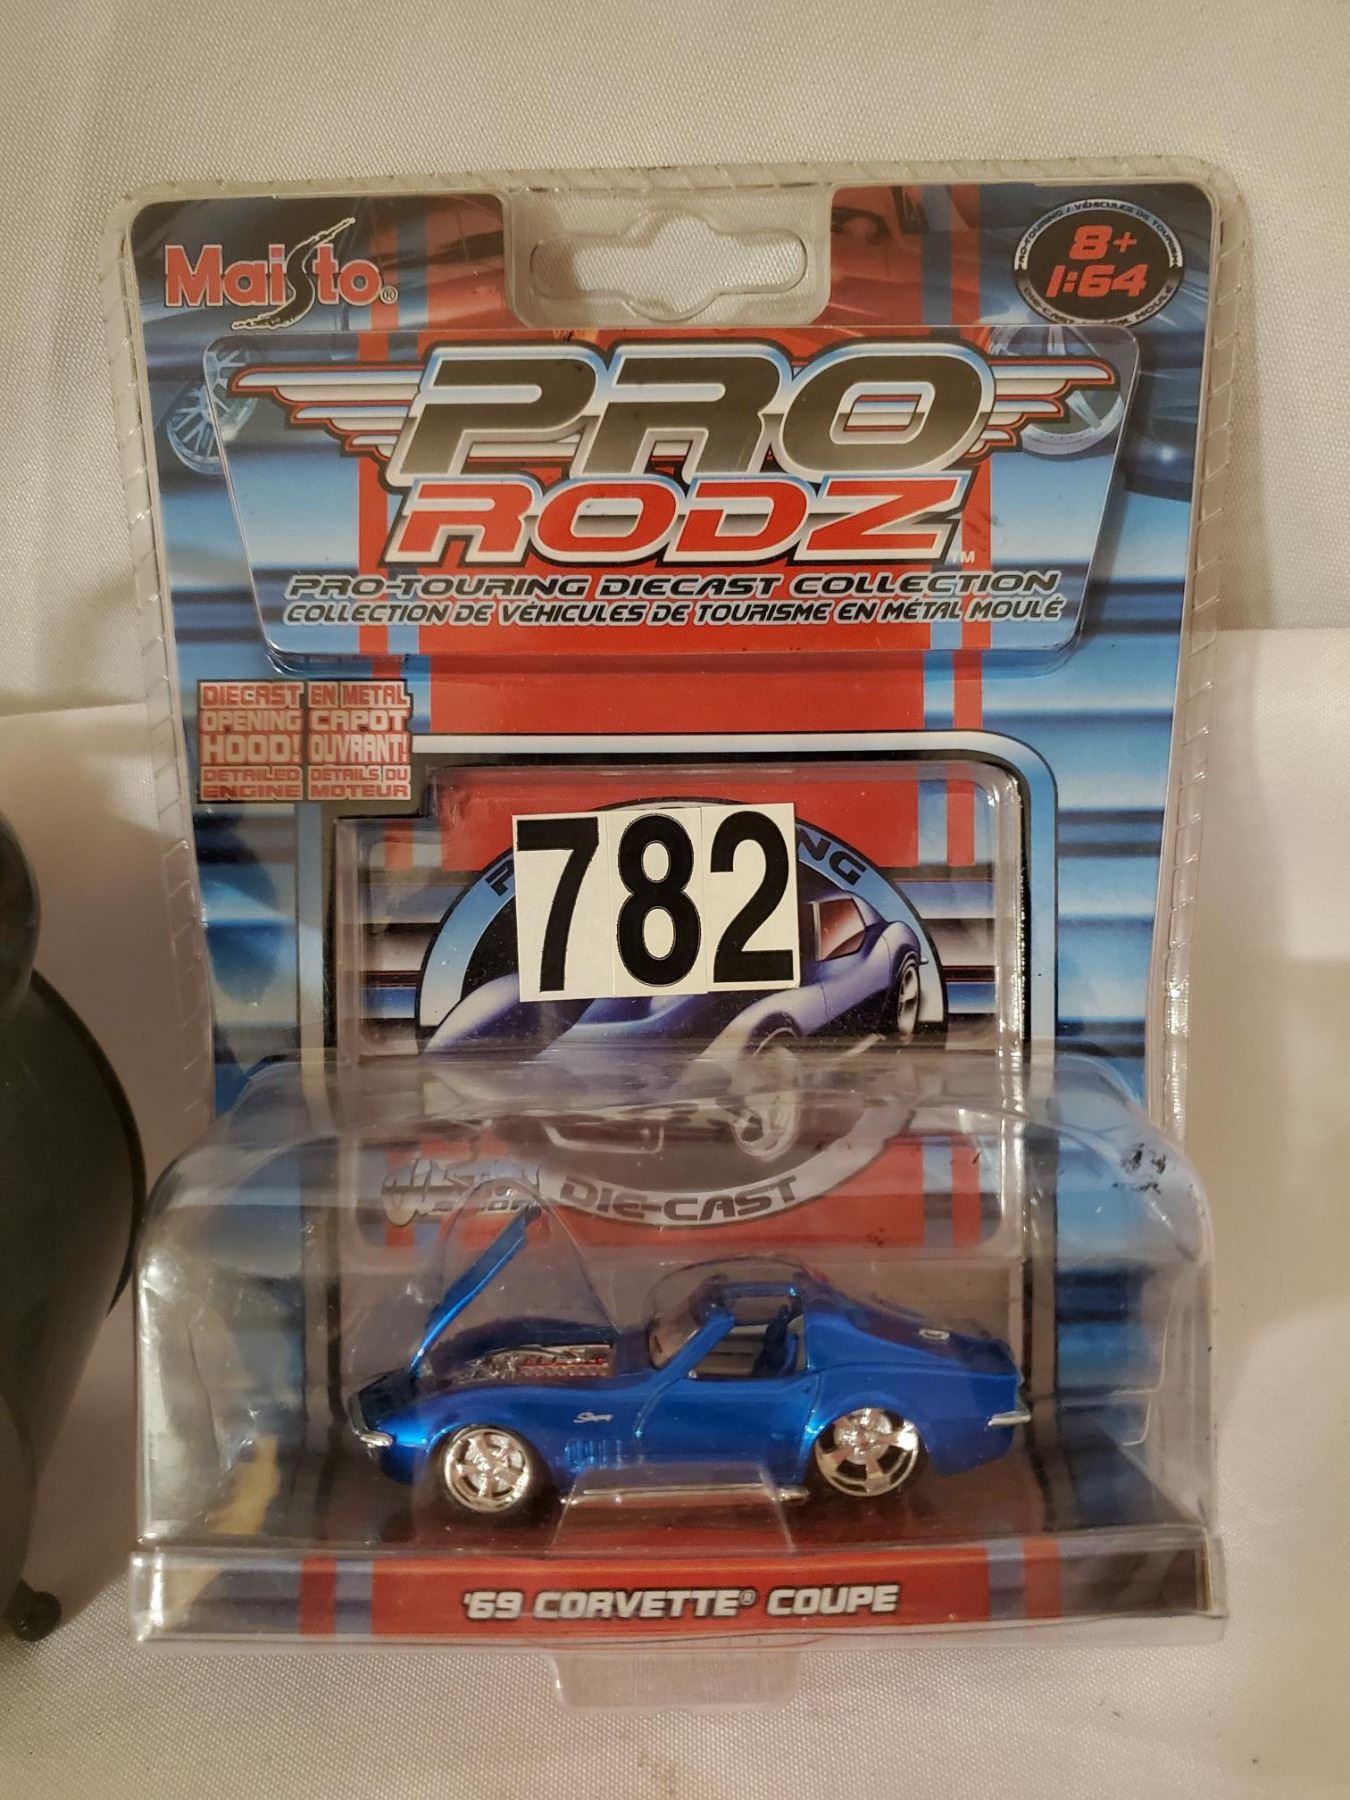 Maisto®
8+
1:64
PRO
RODZ™
PRO-TOURING DIECAST COLLECTION
COLLECTION DE VÉHICULES DE TOURISME EN MÉTAL MOULÉ
DIECAST EN METAL
OPENING CAPOT
HOOD! OUVRANT!
DETAILED DÉTAILS DU
ENGINE MOTEUR
782
DIE-CAST
'69 CORVETTE® COUPE